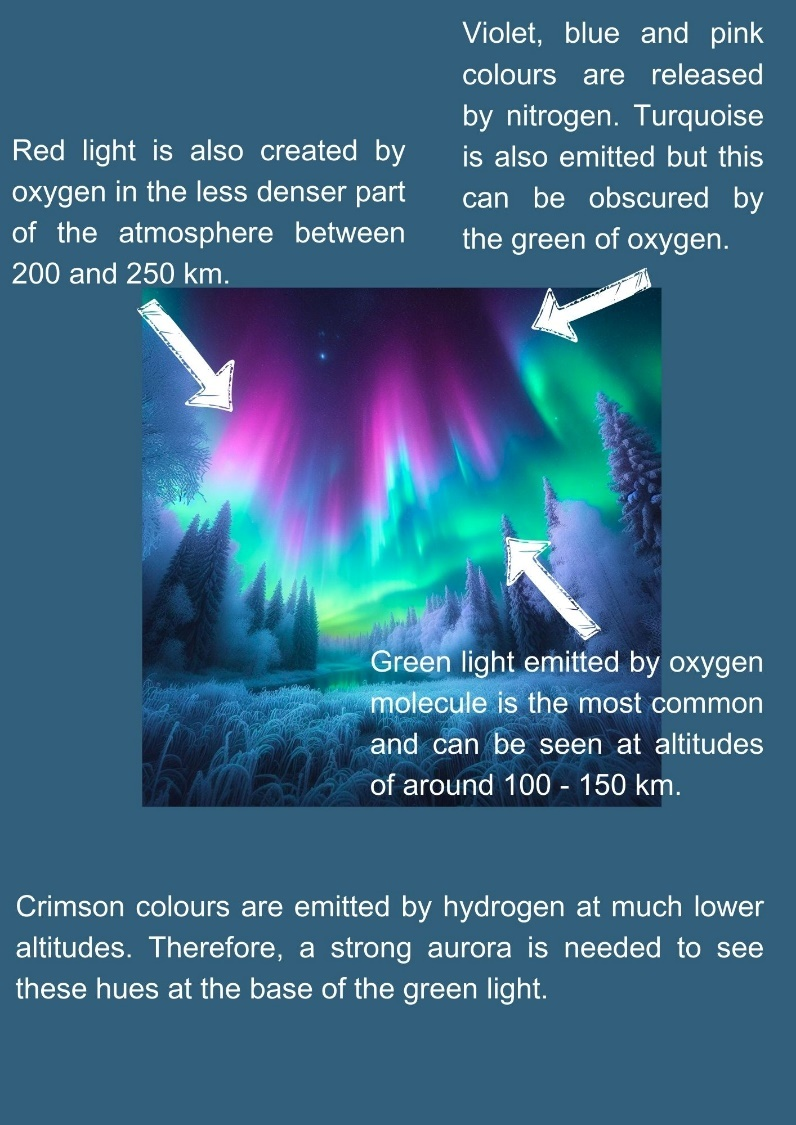 Violet, blue and pink
colours are released
by nitrogen. Turquoise
is also emitted but this
can be obscured by
the green of oxygen.
Red light is also created by
oxygen in the less denser part
of the atmosphere between
200 and 250 km.
Green light emitted by oxygen
molecule is the most common
and can be seen at altitudes
of around 100 - 150 km.
Crimson colours are emitted by hydrogen at much lower
altitudes. Therefore, a strong aurora is needed to see
these hues at the base of the green light.